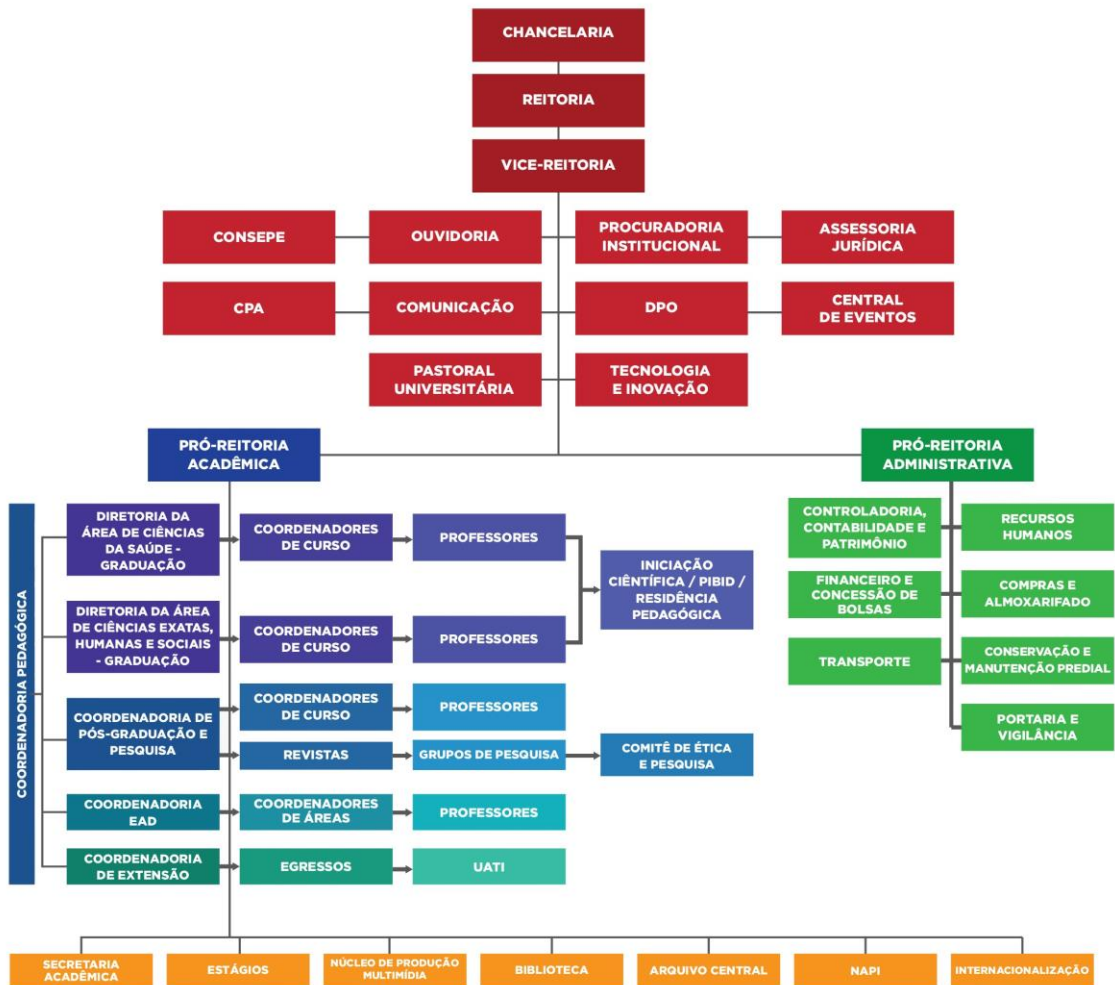 CHANCELARIA
REITORIA
VICE-REITORIA
CONSEPE
OUVIDORIA
PROCURADORIA
INSTITUCIONAL
ASSESSORIA
JURÍDICA
CPA
COMUNICAÇÃO
DPO
CENTRAL
DE EVENTOS
PASTORAL
UNIVERSITÁRIA
TECNOLOGIA
E INOVAÇÃO
PRÓ-REITORIA
ACADÊMICA
PRÓ-REITORIA
ADMINISTRATIVA
COORDENADORIA PEDAGÓGICA
DIRETORIA DA
ÁREA DE CIÊNCIAS
DA SAÚDE -
GRADUAÇÃO
COORDENADORES
DE CURSO
PROFESSORES
DIRETORIA DA ÁREA
DE CIÊNCIAS EXATAS,
HUMANAS E SOCIAIS
- GRADUAÇÃO
COORDENADORES
DE CURSO
PROFESSORES
INICIAÇÃO
CIÊNTÍFICA / PIBID /
RESIDÊNCIA
PEDAGÓGICA
COORDENADORIA DE
PÓS-GRADUAÇÃO E
PESQUISA
COORDENADORES
DE CURSO
PROFESSORES
REVISTAS
GRUPOS DE PESQUISA
COMITÊ DE ÉTICA
E PESQUISA
COORDENADORIA
EAD
COORDENADORES
DE ÁREAS
PROFESSORES
COORDENADORIA
DE EXTENSÃO
EGRESSOS
UATI
CONTROLADORIA,
CONTABILIDADE E
PATRIMÔNIO
RECURSOS
HUMANOS
FINANCEIRO E
CONCESSÃO DE
BOLSAS
COMPRAS E
ALMOXARIFADO
TRANSPORTE
CONSERVAÇÃO E
MANUTENÇÃO PREDIAL
PORTARIA E
VIGILÂNCIA
SECRETARIA
ACADÊMICA
ESTÁGIOS
NÚCLEO DE PRODUÇÃO
MULTIMÍDIA
BIBLIOTECA
ARQUIVO CENTRAL
NAPI
INTERNACIONALIZAÇÃO